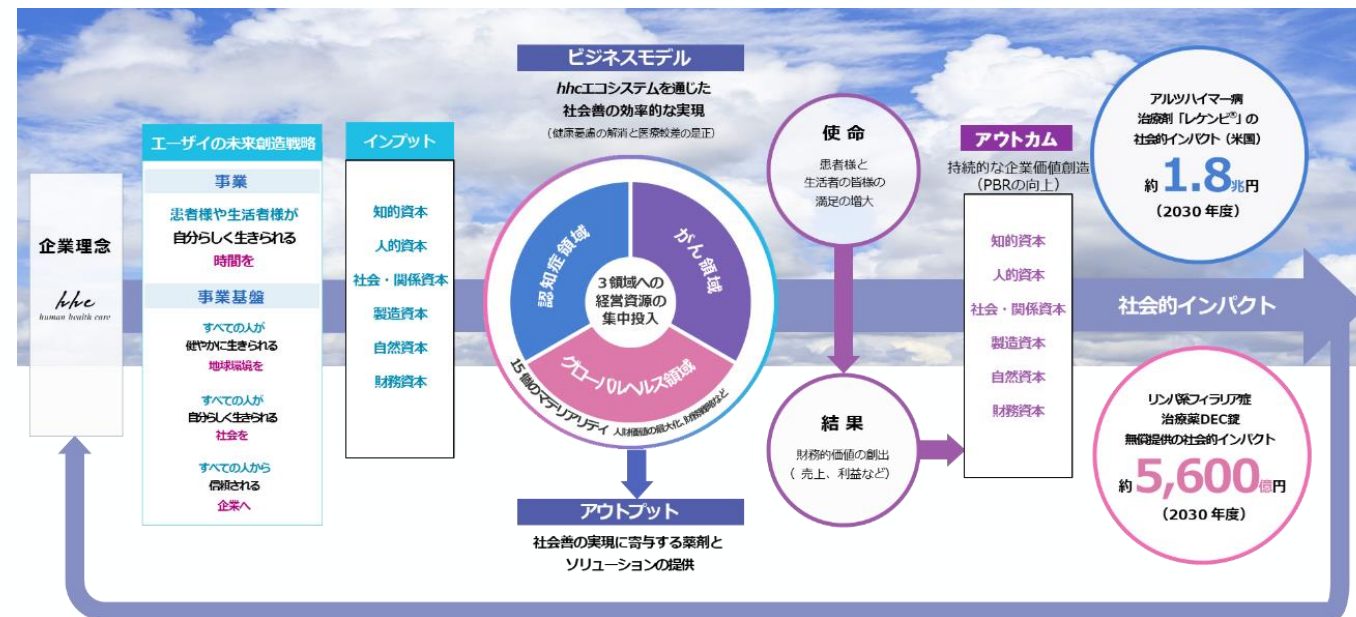 企業理念
hhc
human health care
エーザイの未来創造戦略
事業
患者様や生活者様が
自分らしく生きられる
時間を
事業基盤
すべての人が
健やかに生きられる
地球環境を
すべての人が
自分らしく生きられる
社会を
すべての人から
信頼される
企業へ
インプット
知的資本
人的資本
社会・関係資本
製造資本
自然資本
財務資本
ビジネスモデル
hhcエコシステムを通じた
社会善の効率的な実現
(健康憂慮の解消と医療較差の是正)
認知症領域
がん領域
グローバルヘルス領域
3領域への
経営資源の
集中投入
15個のマテリアリティ 人財価値の最大化、財務戦略など
アウトプット
社会善の実現に寄与する薬剤と
ソリューションの提供
使命
患者様と
生活者の皆様の
満足の増大
結果
財務的価値の創出
( 売上、利益など)
アウトカム
持続的な企業価値創造
(PBRの向上)
知的資本
人的資本
社会・関係資本
製造資本
自然資本
財務資本
社会的インパクト
アルツハイマー病
治療剤「レケンビ®」の
社会的インパクト(米国)
約1.8兆円
(2030年度)
リンパ系フィラリア症
治療薬DEC錠
無償提供の社会的インパクト
約5,600億円
(2030年度)